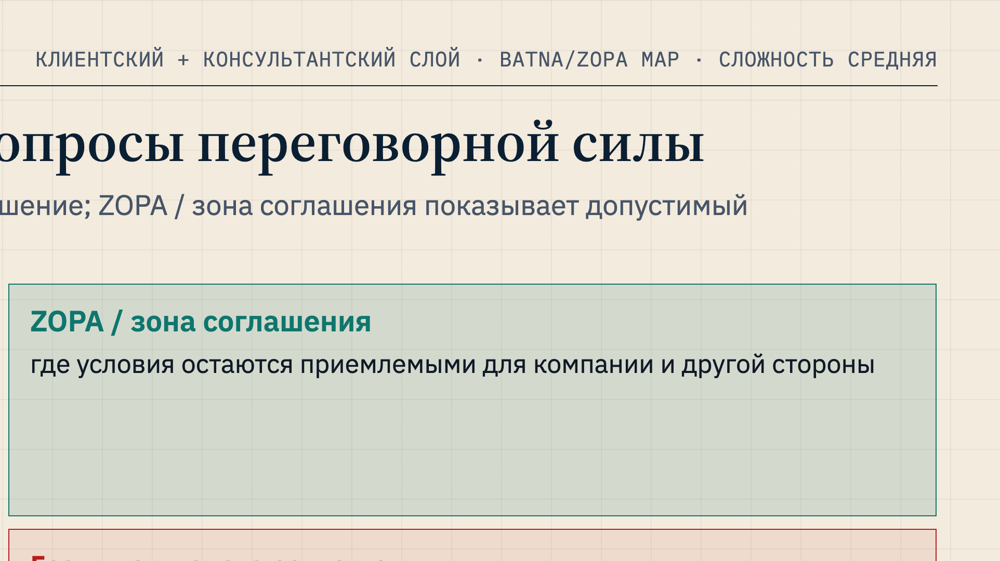 КЛИЕНТСКИЙ + КОНСУЛЬТАНТСКИЙ СЛОЙ · BATNA/ZOPA MAP · СЛОЖНОСТЬ СРЕДНЯЯ
опросы переговорной силы
шение; ZOPA / зона соглашения показывает допустимый
ZOPA / зона соглашения
где условия остаются приемлемыми для компании и другой стороны